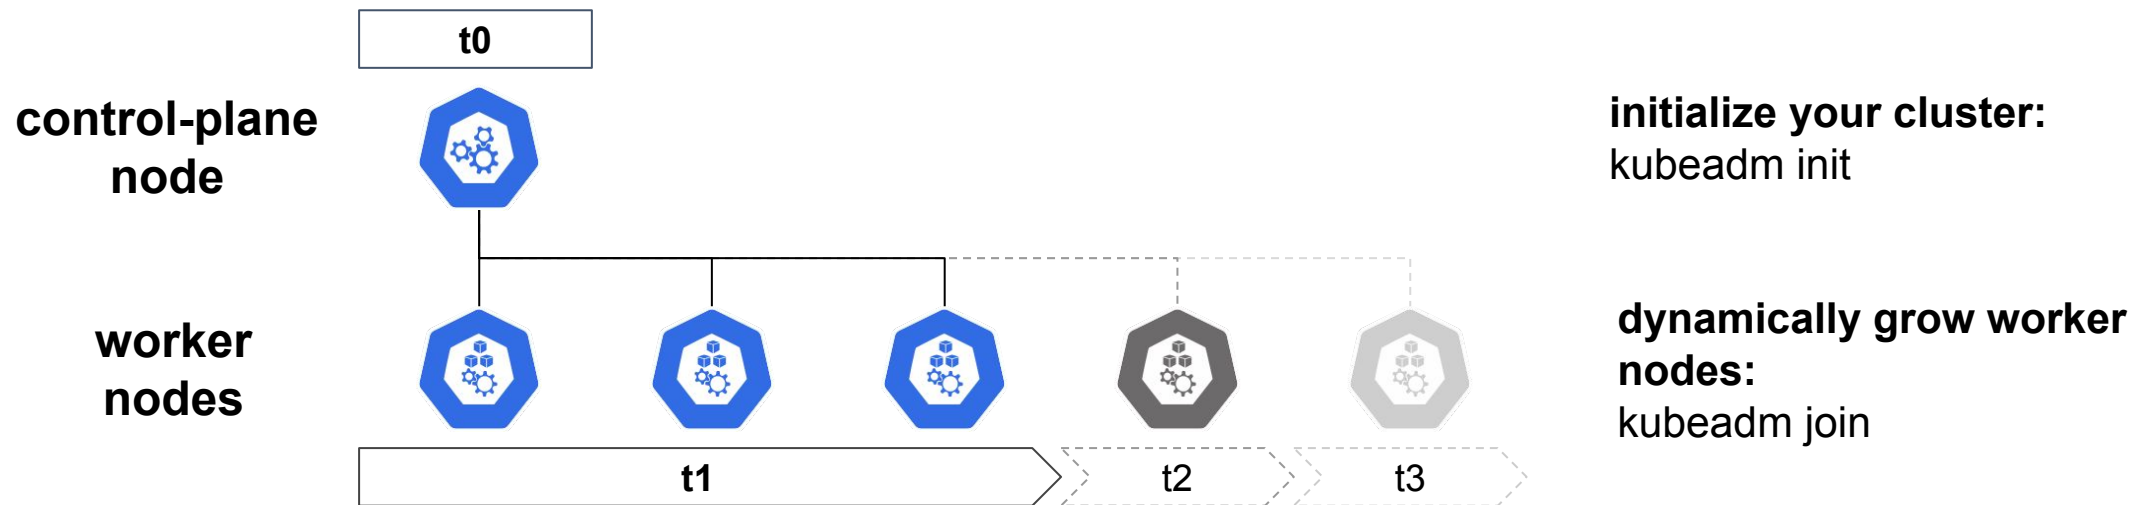 t0
control-plane
node
initialize your cluster:
kubeadm init
worker
nodes
dynamically grow worker
nodes:
kubeadm join
t1
t2
t3